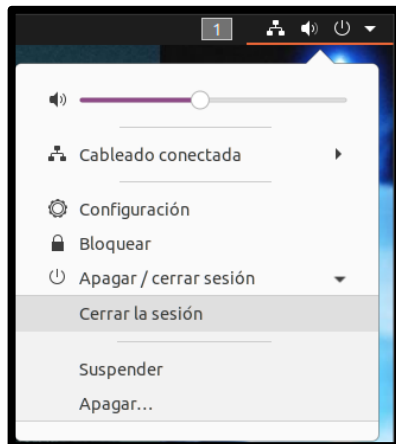 1
Cableado conectada
Configuración
Bloquear
Apagar / cerrar sesión
Cerrar la sesión
Suspender
Apagar...